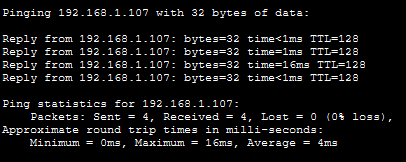 Pinging 192.168.1.107 with 32 bytes of data:
Reply from 192.168.1.107: bytes=32 time<1ms TTL=128
Reply from 192.168.1.107: bytes=32 time=1ms TTL=128
Reply from 192.168.1.107: bytes=32 time=16ms TTL=128
Reply from 192.168.1.107: bytes=32 time<1ms TTL=128
Ping statistics for 192.168.1.107:
Packets: Sent = 4, Received = 4, Lost = 0 (0% loss),
Approximate round trip times in milli-seconds:
Minimum = 0ms, Maximum = 16ms, Average = 4ms